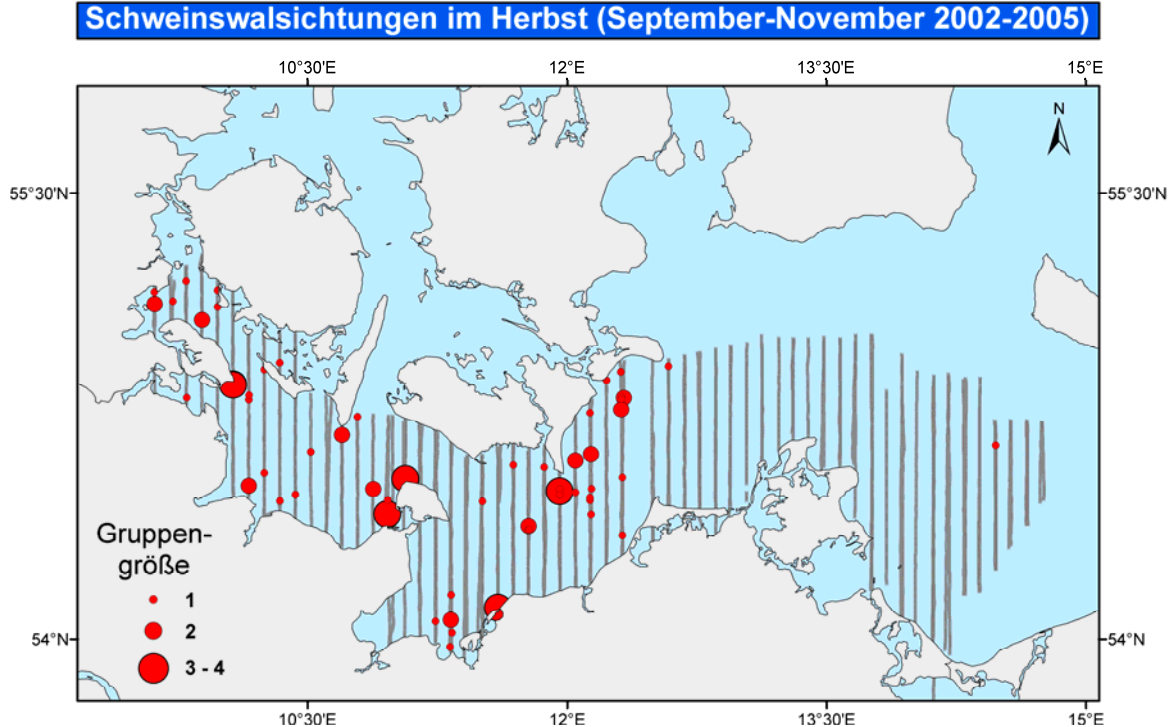 Schweinswalsichtungen im Herbst (September-November 2002-2005)
10°30'E 12°E 13°30'E 15°E
N
55°30'N 55°30'N
Gruppen-
größe
1
2
3 - 4
54°N 54°N
10°30'E 12°E 13°30'E 15°E